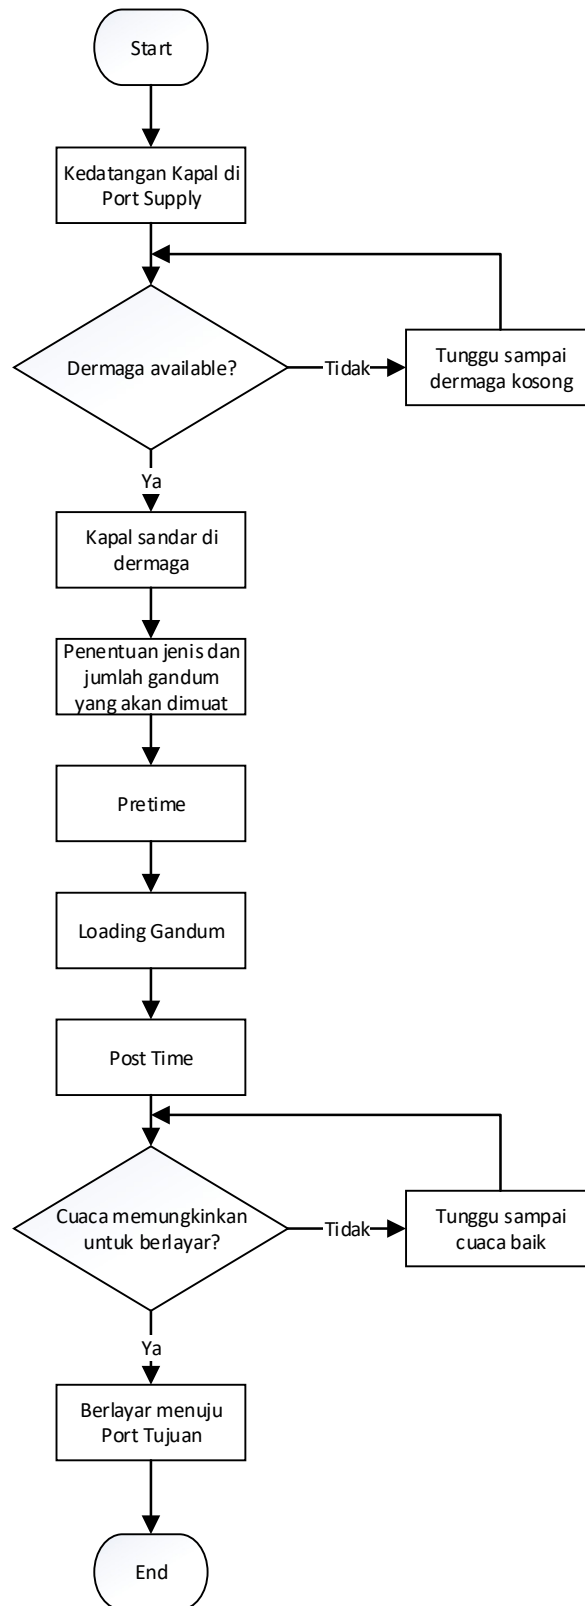 Start
Kedatangan Kapal di
Port Supply
Dermaga available?
Tidak
Tunggu sampai
dermaga kosong
Ya
Kapal sandar di
dermaga
Penentuan jenis dan
jumlah gandum
yang akan dimuat
Pretime
Loading Gandum
Post Time
Cuaca memungkinkan
untuk berlayar?
Tidak
Tunggu sampai
cuaca baik
Ya
Berlayar menuju
Port Tujuan
End